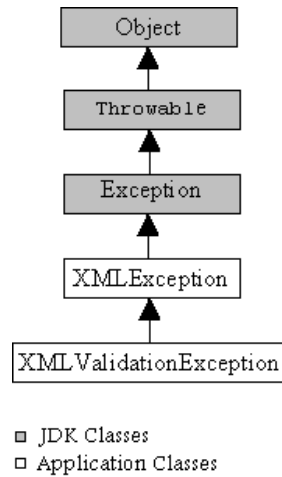 Object
Throwable
Exception
XMLException
XMLValidationException
JDK Classes
Application Classes